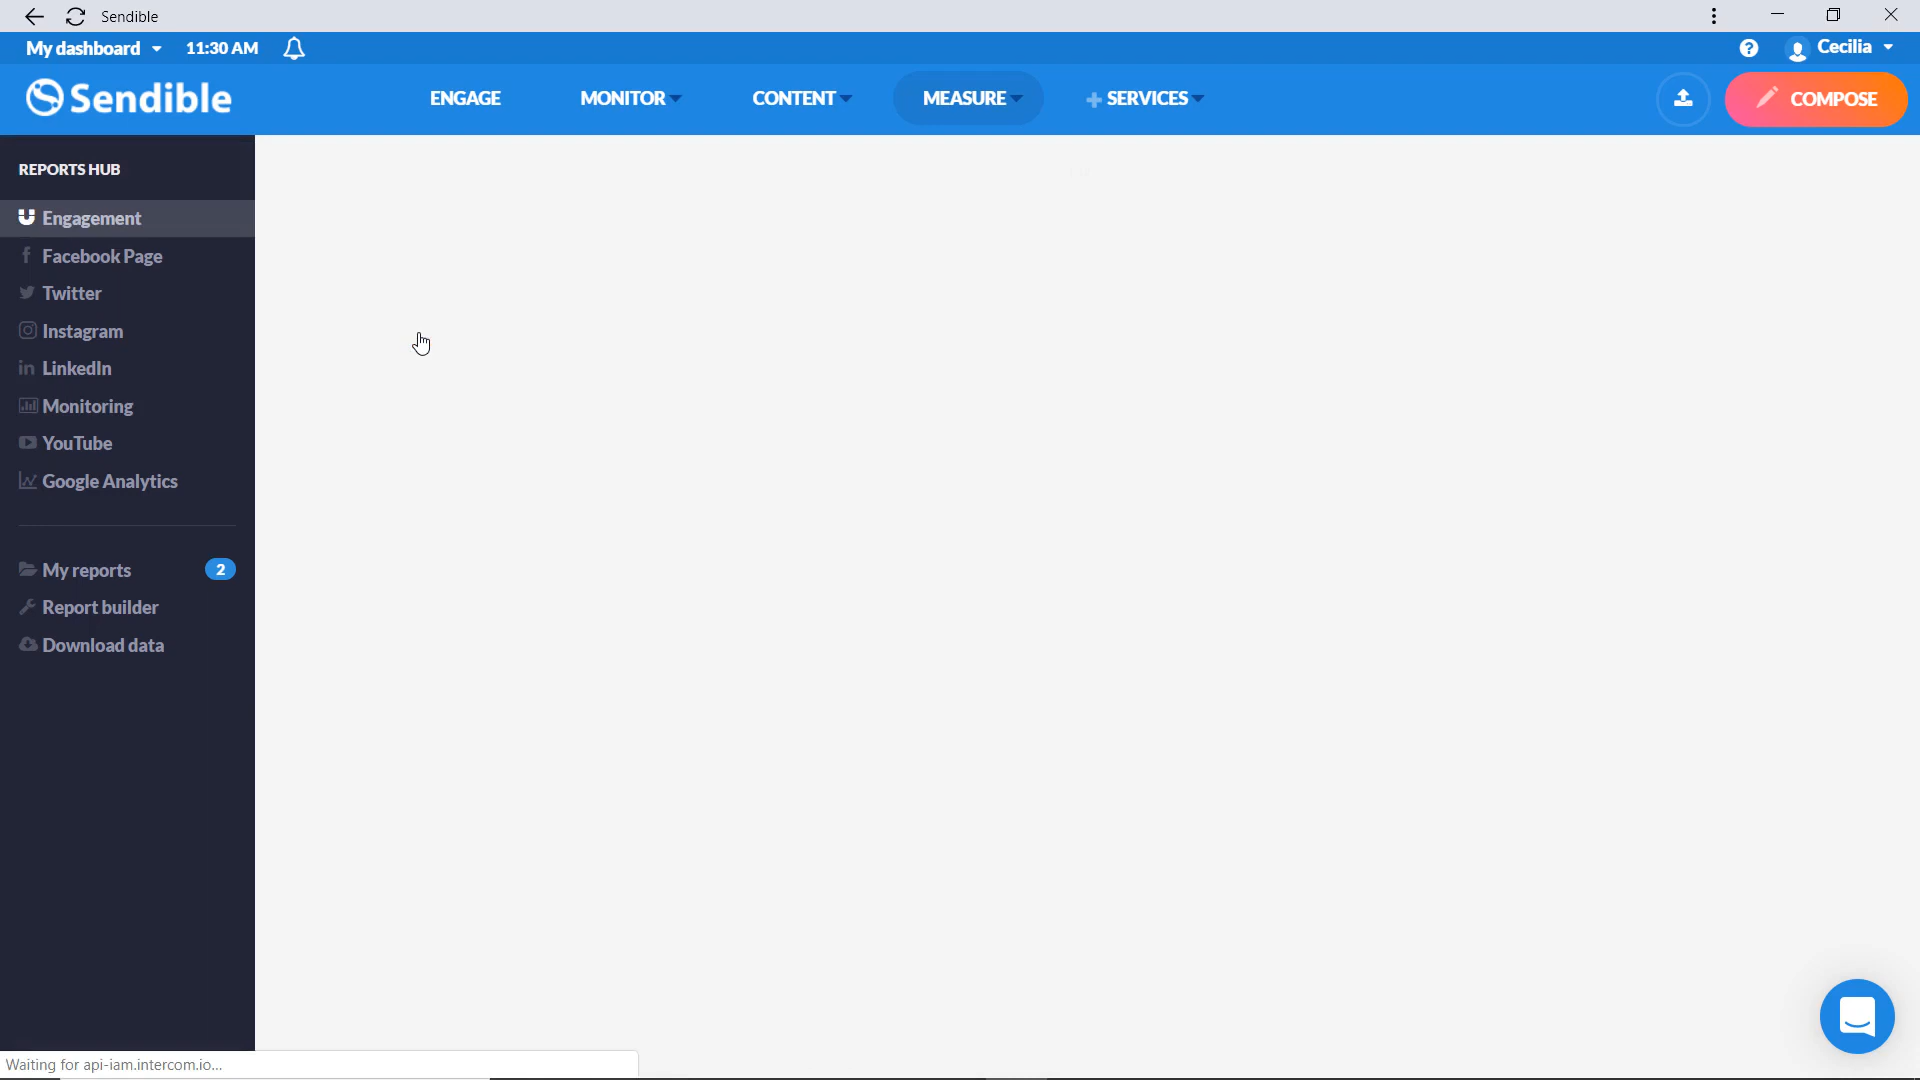 Sendible
My dashboard 11:30 AM ? Cecilia
Sendible ENGAGE MONITOR CONTENT MEASURE SERVICES COMPOSE
REPORTS HUB
Engagement
Facebook Page
Twitter
Instagram
LinkedIn
Monitoring
YouTube
Google Analytics
My reports 2
Report builder
Download data
Waiting for api-iam.intercom.io...